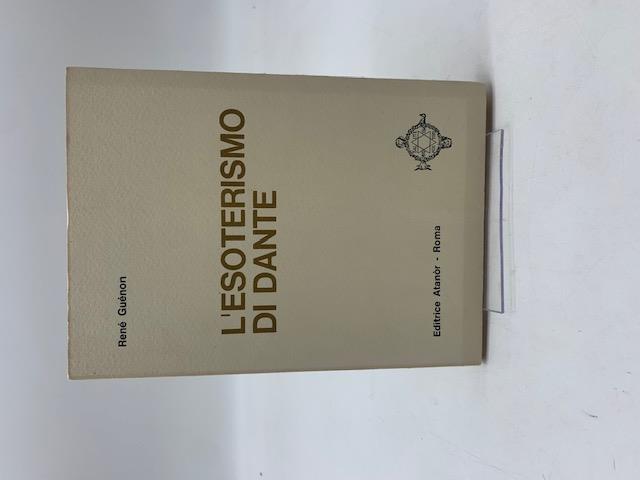 René Guénon
L'ESOTERISMO
DI DANTE
Editrice Atanòr - Roma